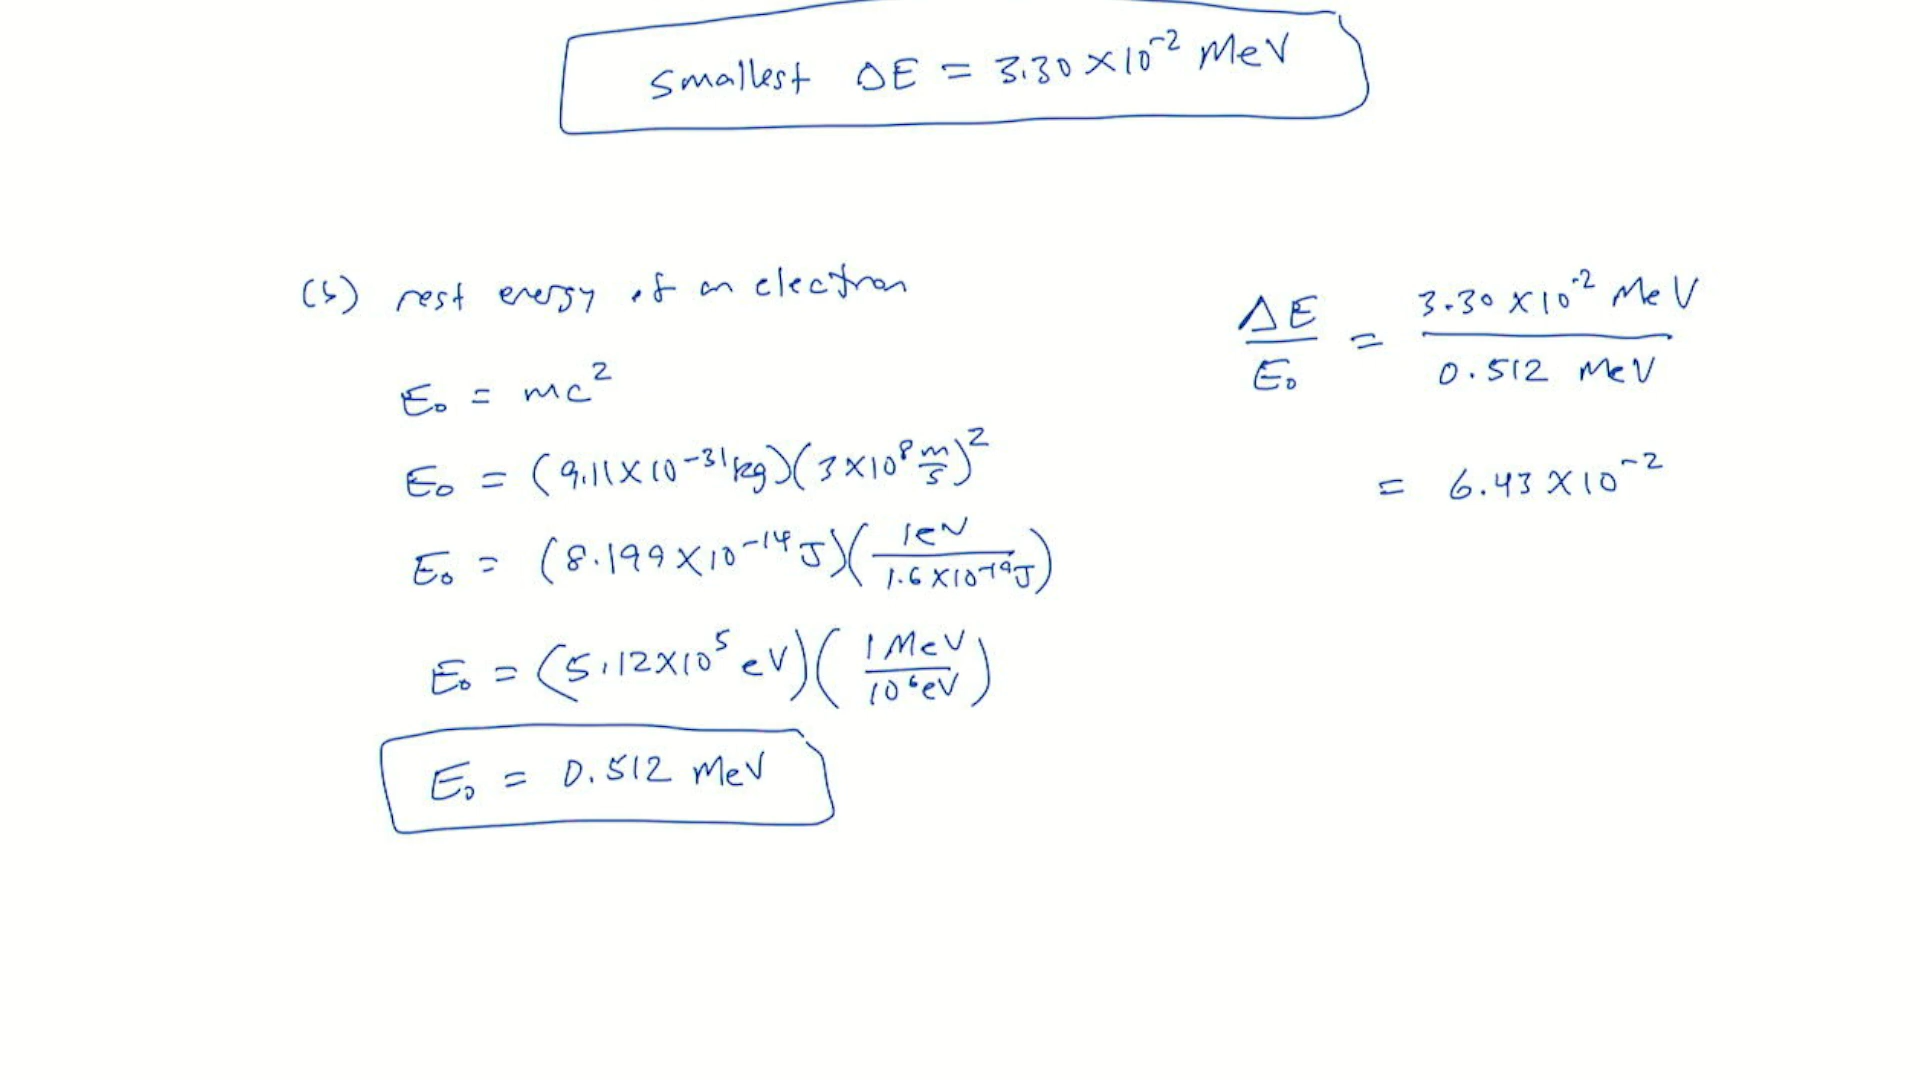 smallest ΔE = 3.30 × 10⁻² MeV
(b) rest energy of an electron
E₀ = mc²
E₀ = (9.11 × 10⁻³¹ kg)(3 × 10⁸ m/s)²
E₀ = (8.199 × 10⁻¹⁴ J)(1 eV / 1.6 × 10⁻¹⁹ J)
E₀ = (5.12 × 10⁵ eV)(1 MeV / 10⁶ eV)
E₀ = 0.512 MeV
ΔE / E₀ = 3.30 × 10⁻² MeV / 0.512 MeV
= 6.43 × 10⁻²